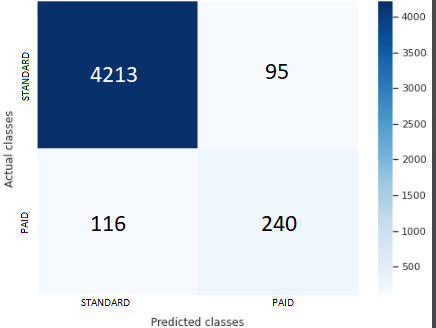 4000
3500
3000
2500
2000
1500
1000
500
STANDARD
4213
95
Actual classes
PAID
116
240
STANDARD PAID
Predicted classes